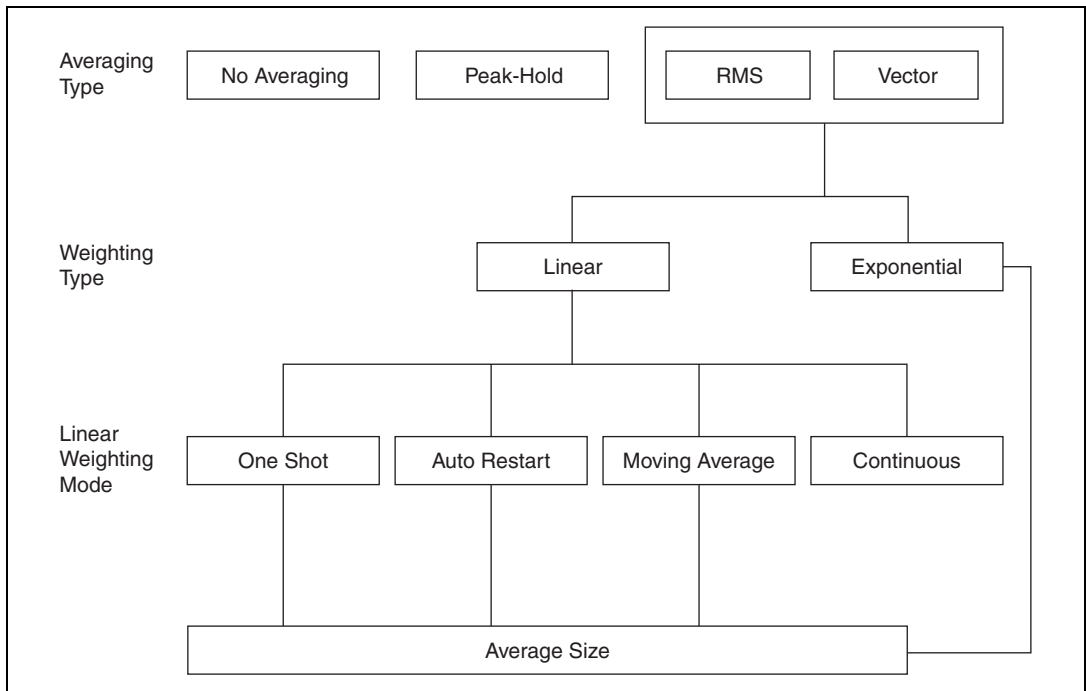 Averaging
Type
No Averaging
Peak-Hold
RMS
Vector
Weighting
Type
Linear
Exponential
Linear
Weighting
Mode
One Shot
Auto Restart
Moving Average
Continuous
Average Size